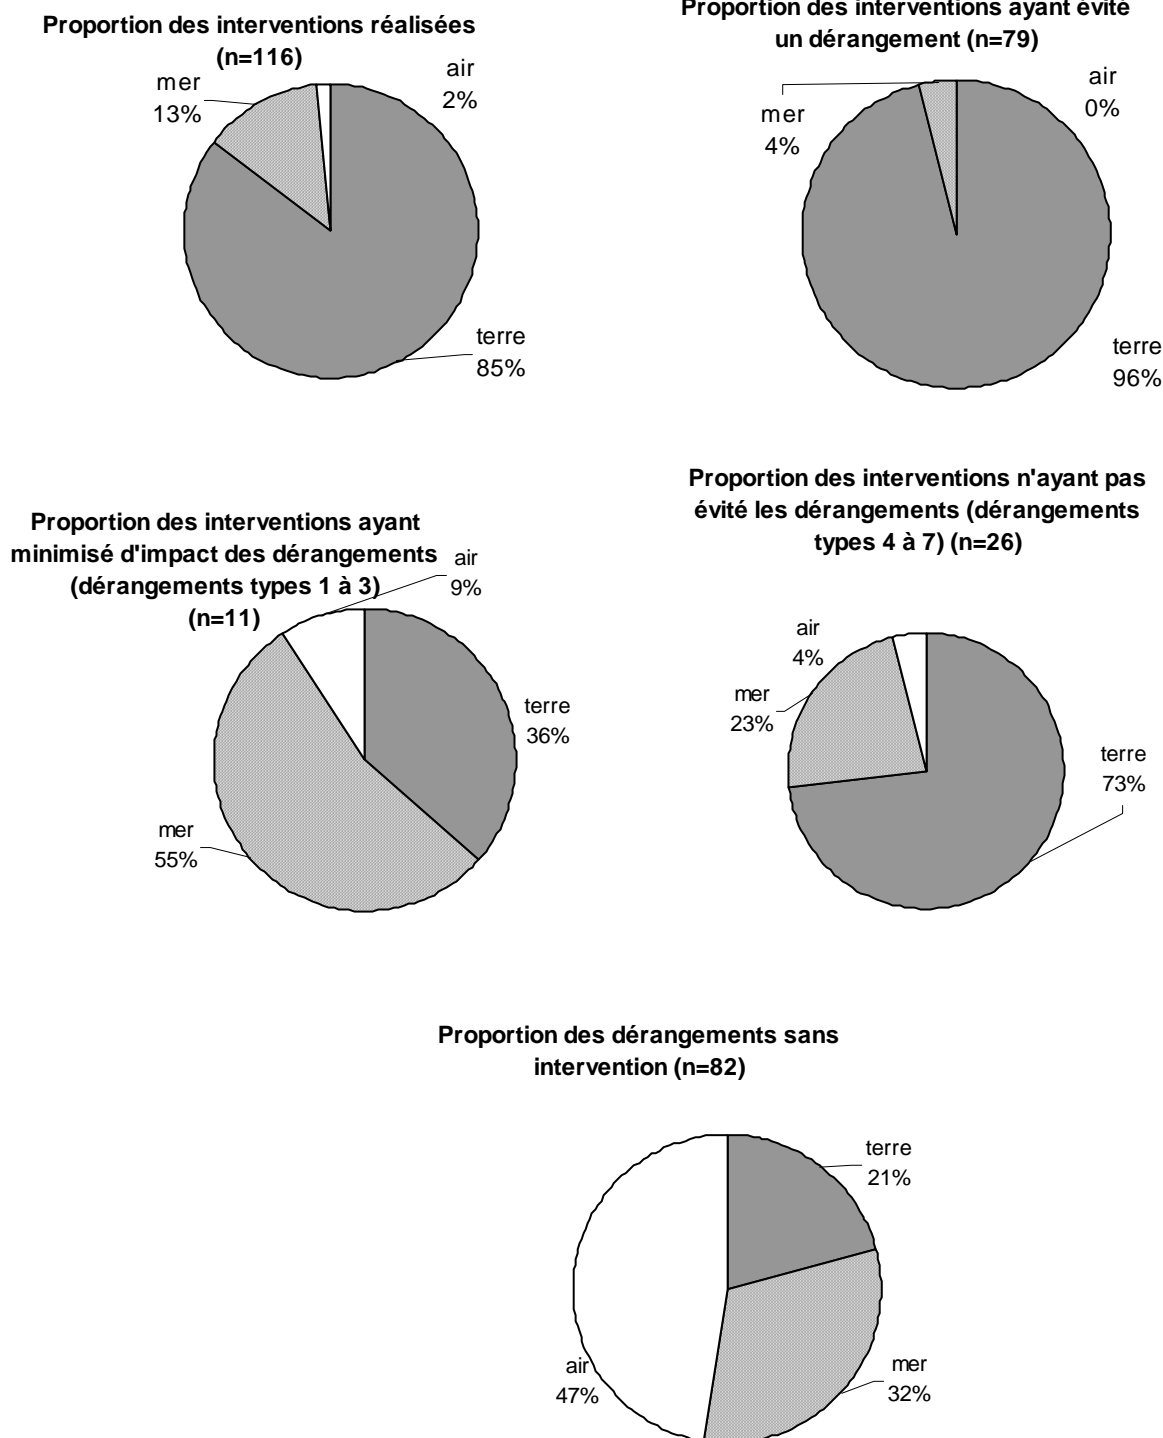 Proportion des interventions réalisées
(n=116)
mer
13%
air
2%
terre
85%
Proportion des interventions ayant évité
un dérangement (n=79)
mer
4%
air
0%
terre
96%
Proportion des interventions ayant
minimisé d'impact des dérangements
(dérangements types 1 à 3)
(n=11)
air
9%
terre
36%
mer
55%
Proportion des interventions n'ayant pas
évité les dérangements (dérangements
types 4 à 7) (n=26)
air
4%
mer
23%
terre
73%
Proportion des dérangements sans
intervention (n=82)
terre
21%
air
47%
mer
32%